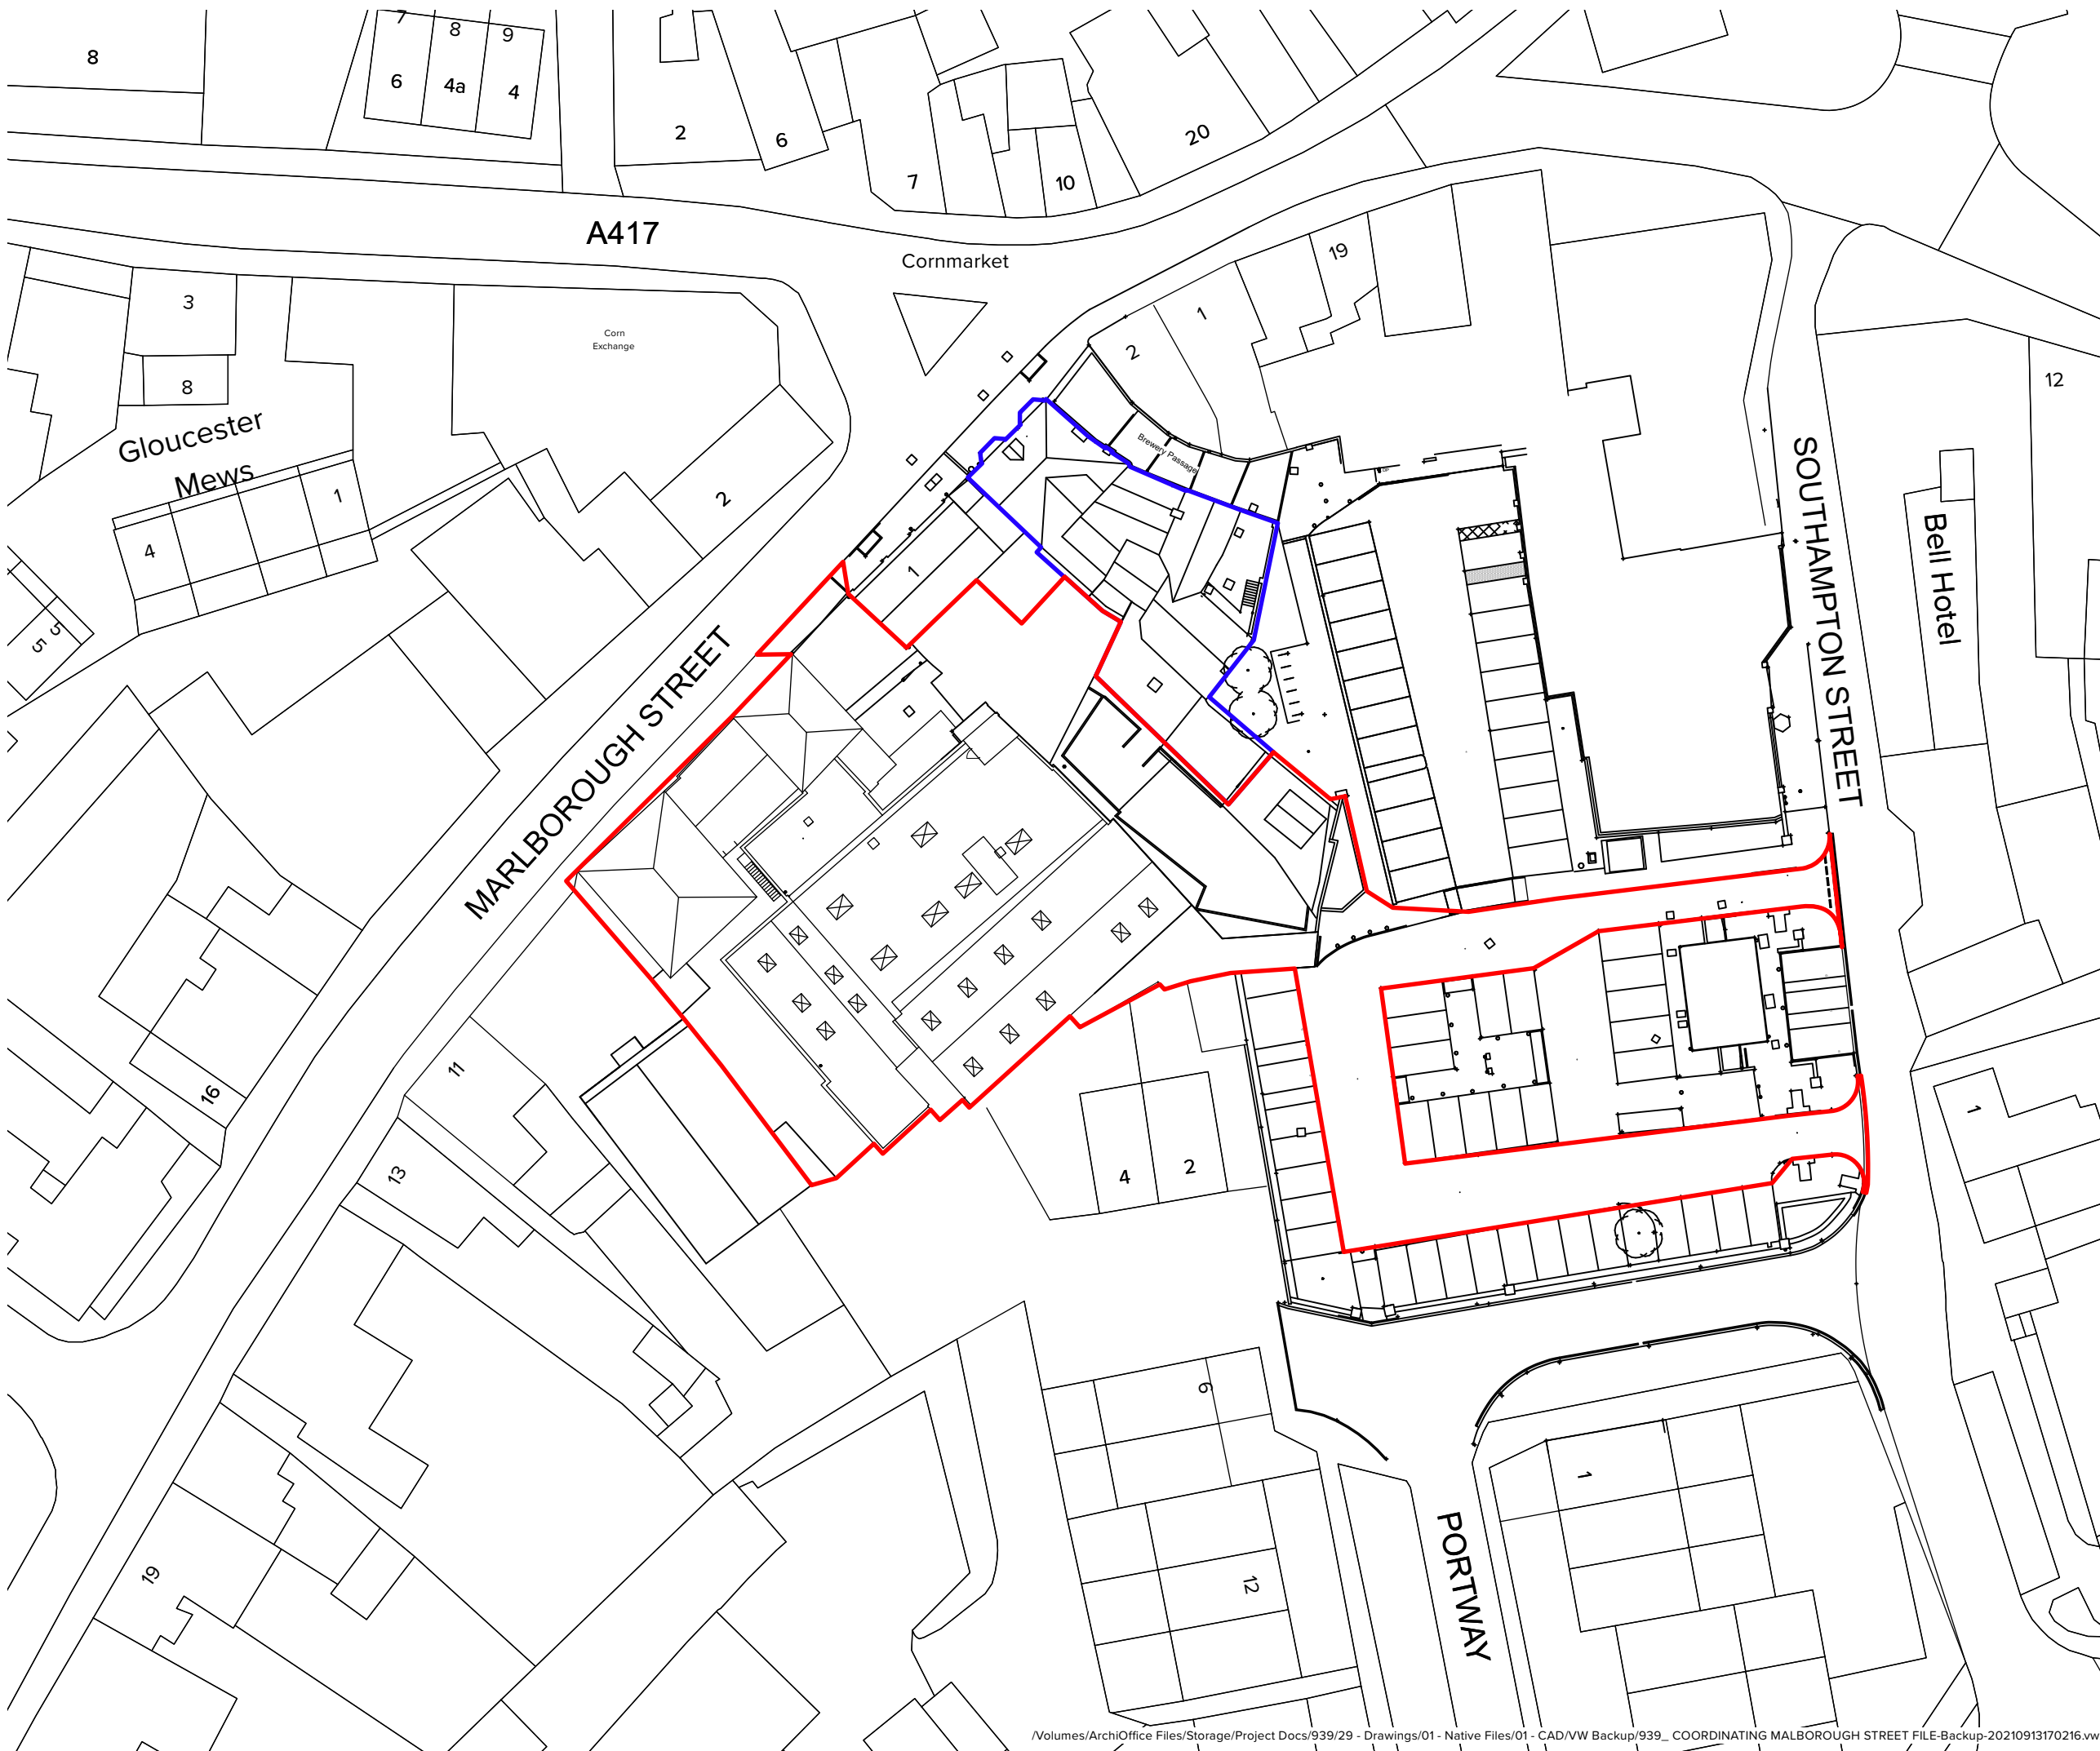 7
8
9
8
6
4a
4
2
6
20
7
10
A417
Cornmarket
19
3
1
Corn
Exchange
2
12
8
Gloucester
Mews
Brewery Passage
SOUTHAMPTON STREET
2
1
4
Bell Hotel
1
5
5
MARLBOROUGH STREET
11
16
1
4
2
13
6
1
12
19
PORTWAY
/Volumes/ArchiOffice Files/Storage/Project Docs/939/29 - Drawings/01 - Native Files/01 - CAD/VW Backup/939_ COORDINATING MALBOROUGH STREET FILE-Backup-20210913170216.vw